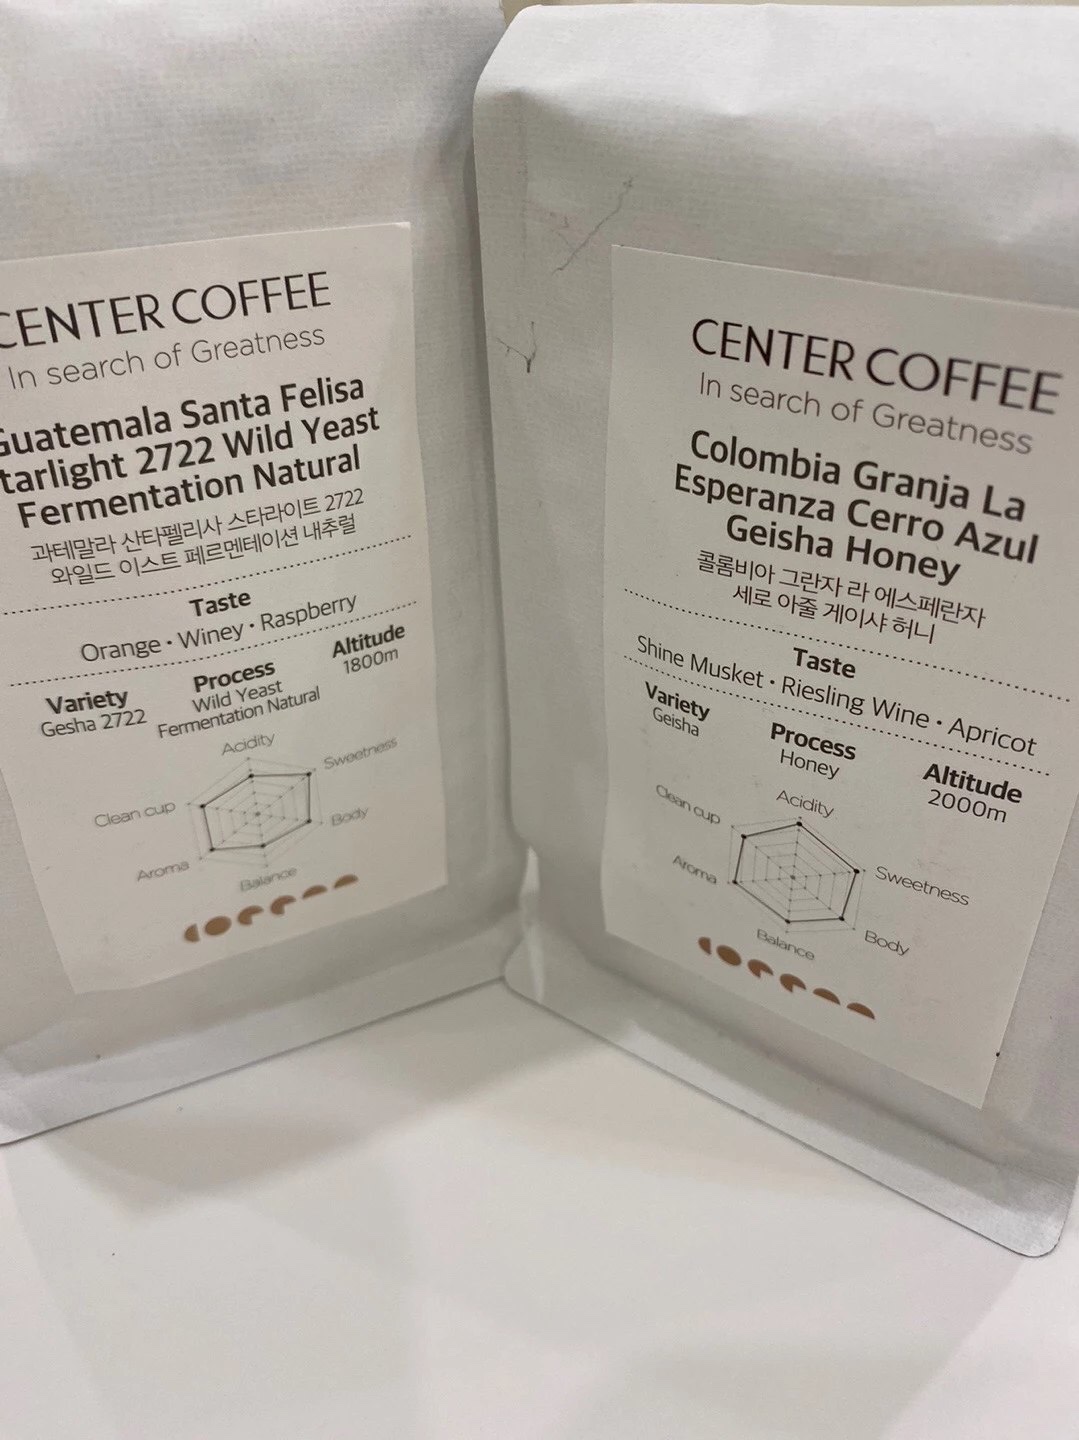 CENTER COFFEE
In search of Greatness
Guatemala Santa Felisa
tarlight 2722 Wild Yeast
Fermentation Natural
과테말라 산타펠리사 스타라이트 2722
와일드 이스트 페르멘테이션 내추럴
Taste
Orange • Winey • Raspberry
Variety
Gesha 2722
Process
Wild Yeast
Fermentation Natural
Altitude
1800m
Acidity
Sweetness
Clean cup
Body
Aroma
Balance
CENTER COFFEE
In search of Greatness
Colombia Granja La
Esperanza Cerro Azul
Geisha Honey
콜롬비아 그란자 라 에스페란자
세로 아줄 게이샤 허니
Taste
Shine Musket • Riesling Wine • Apricot
Variety
Geisha
Process
Honey
Altitude
2000m
Acidity
Clean cup
Sweetness
Aroma
Body
Balance